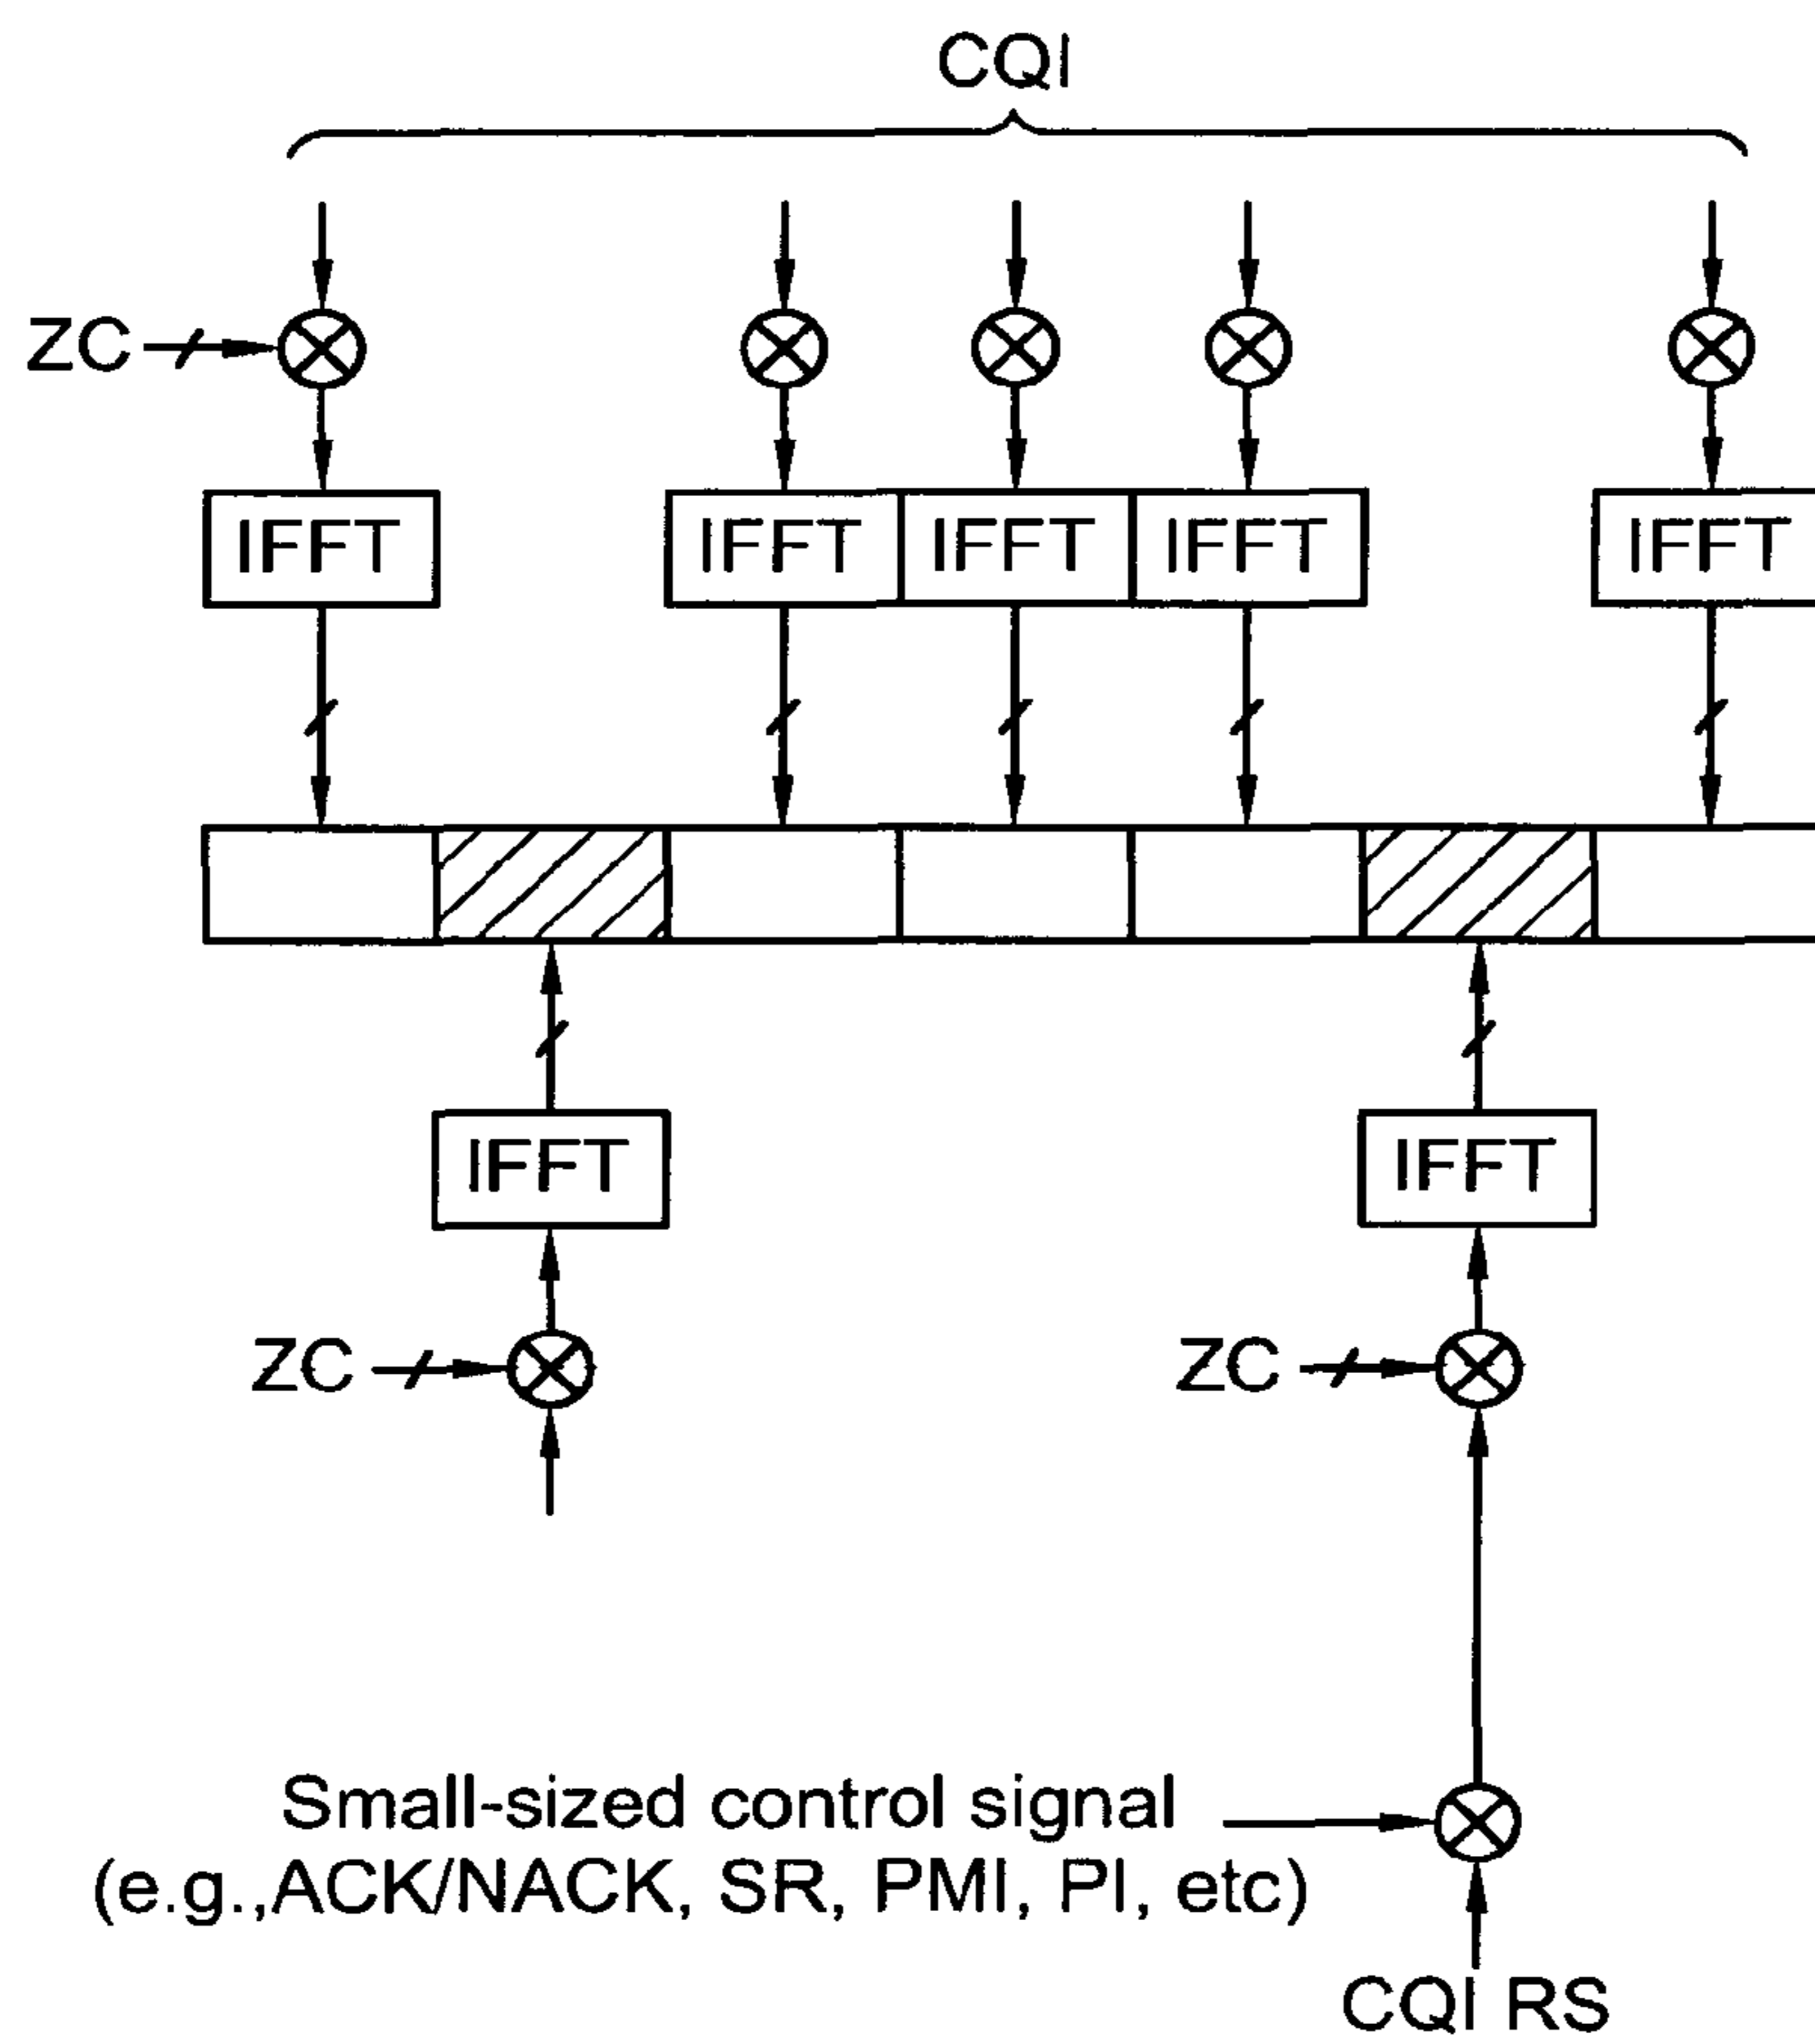 CQI
ZC
IFFT IFFT IFFT IFFT IFFT
IFFT IFFT
ZC ZC
Small-sized control signal
(e.g.,ACK/NACK, SR, PMI, PI, etc)
CQI RS